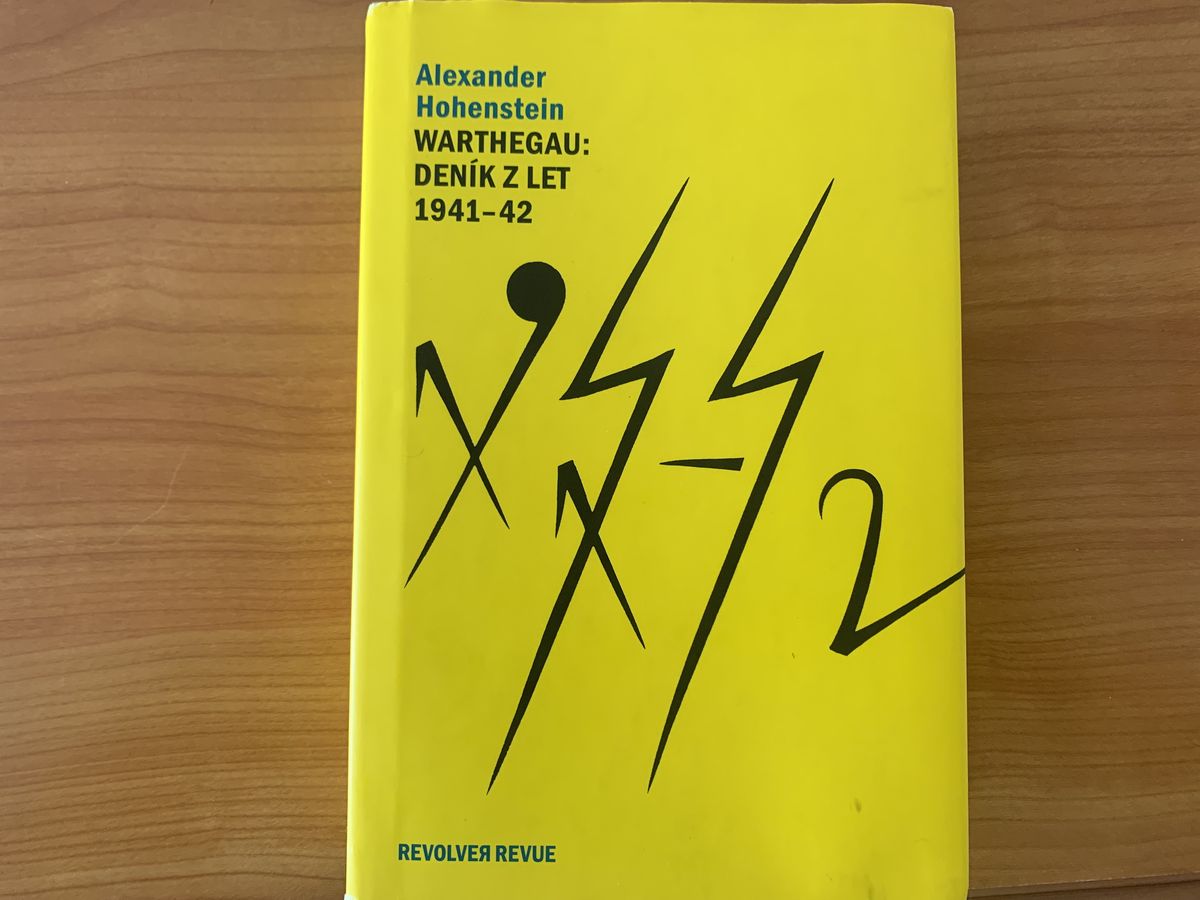 Alexander
Hohenstein
WARTHEGAU:
DENÍK Z LET
1941–42
REVOLVEЯ REVUE